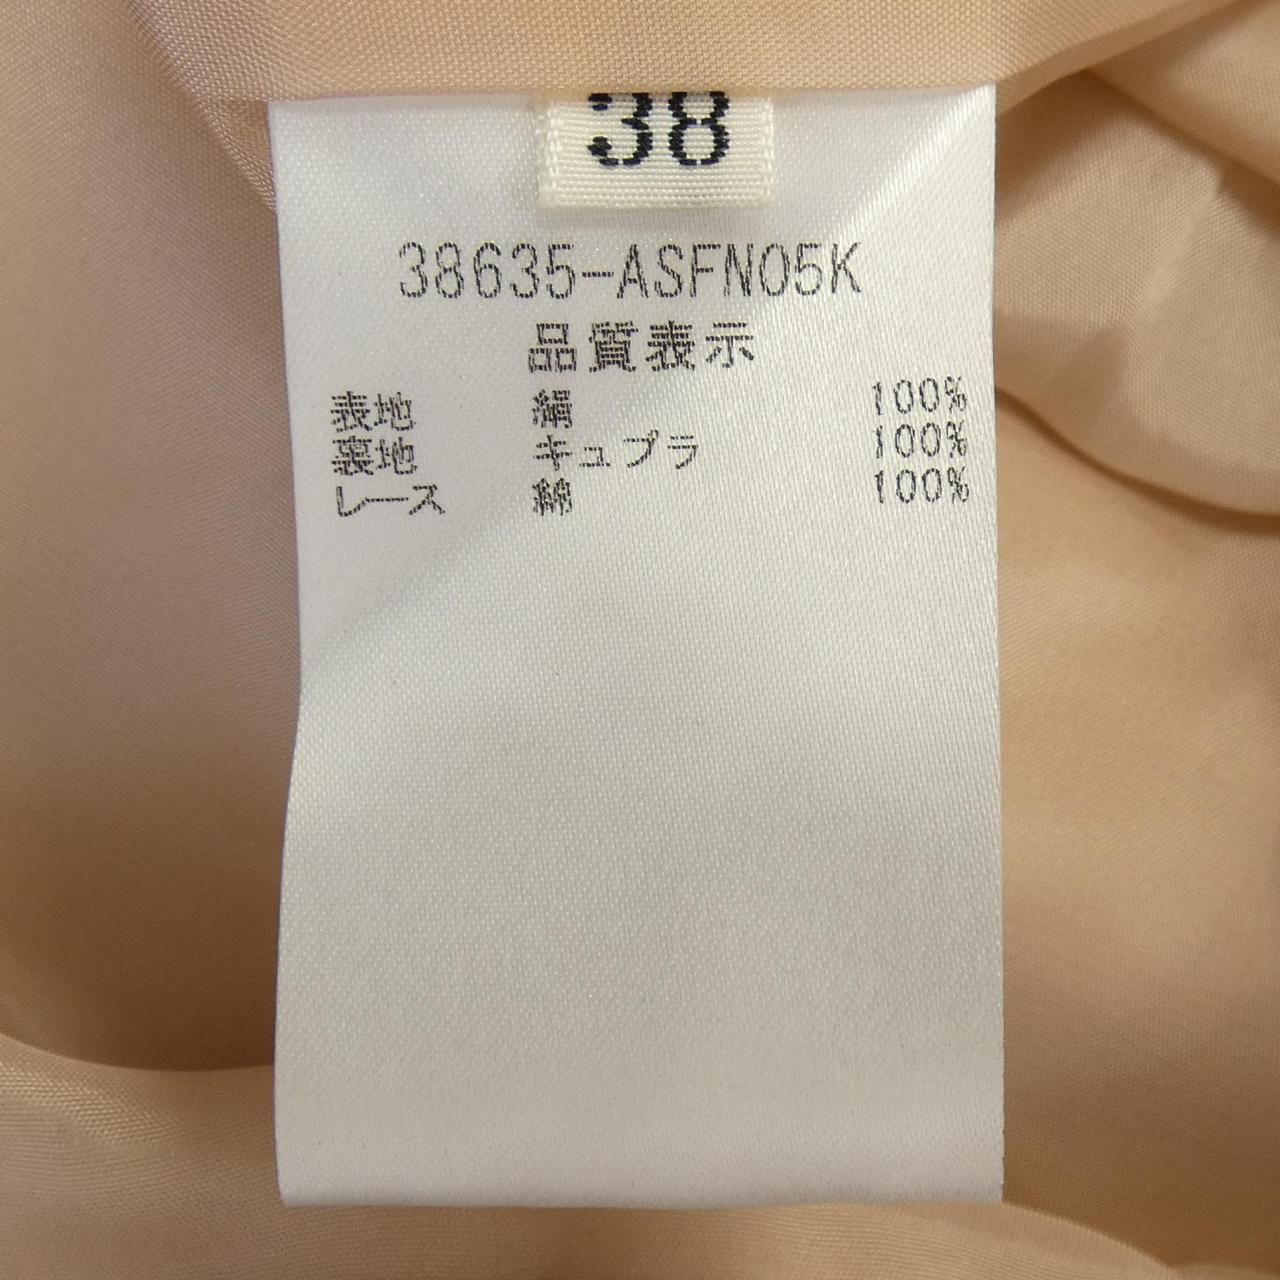 38
38635-ASFN05K
品質表示
表地 絹 100%
裏地 キュプラ 100%
レース 綿 100%